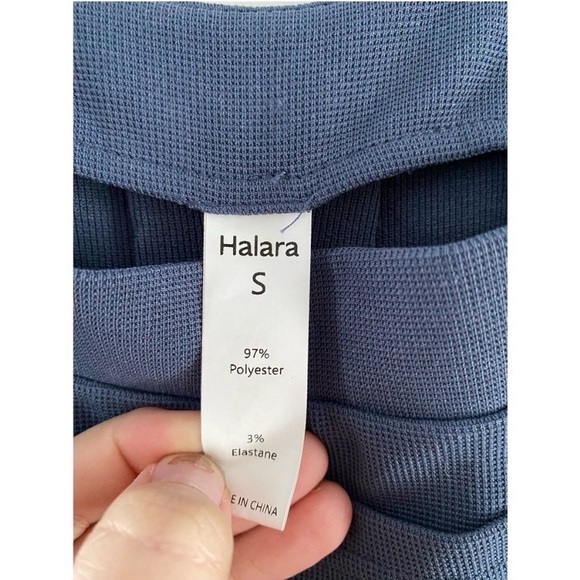 Halara
S
97%
Polyester
3%
Elastane
E IN CHINA